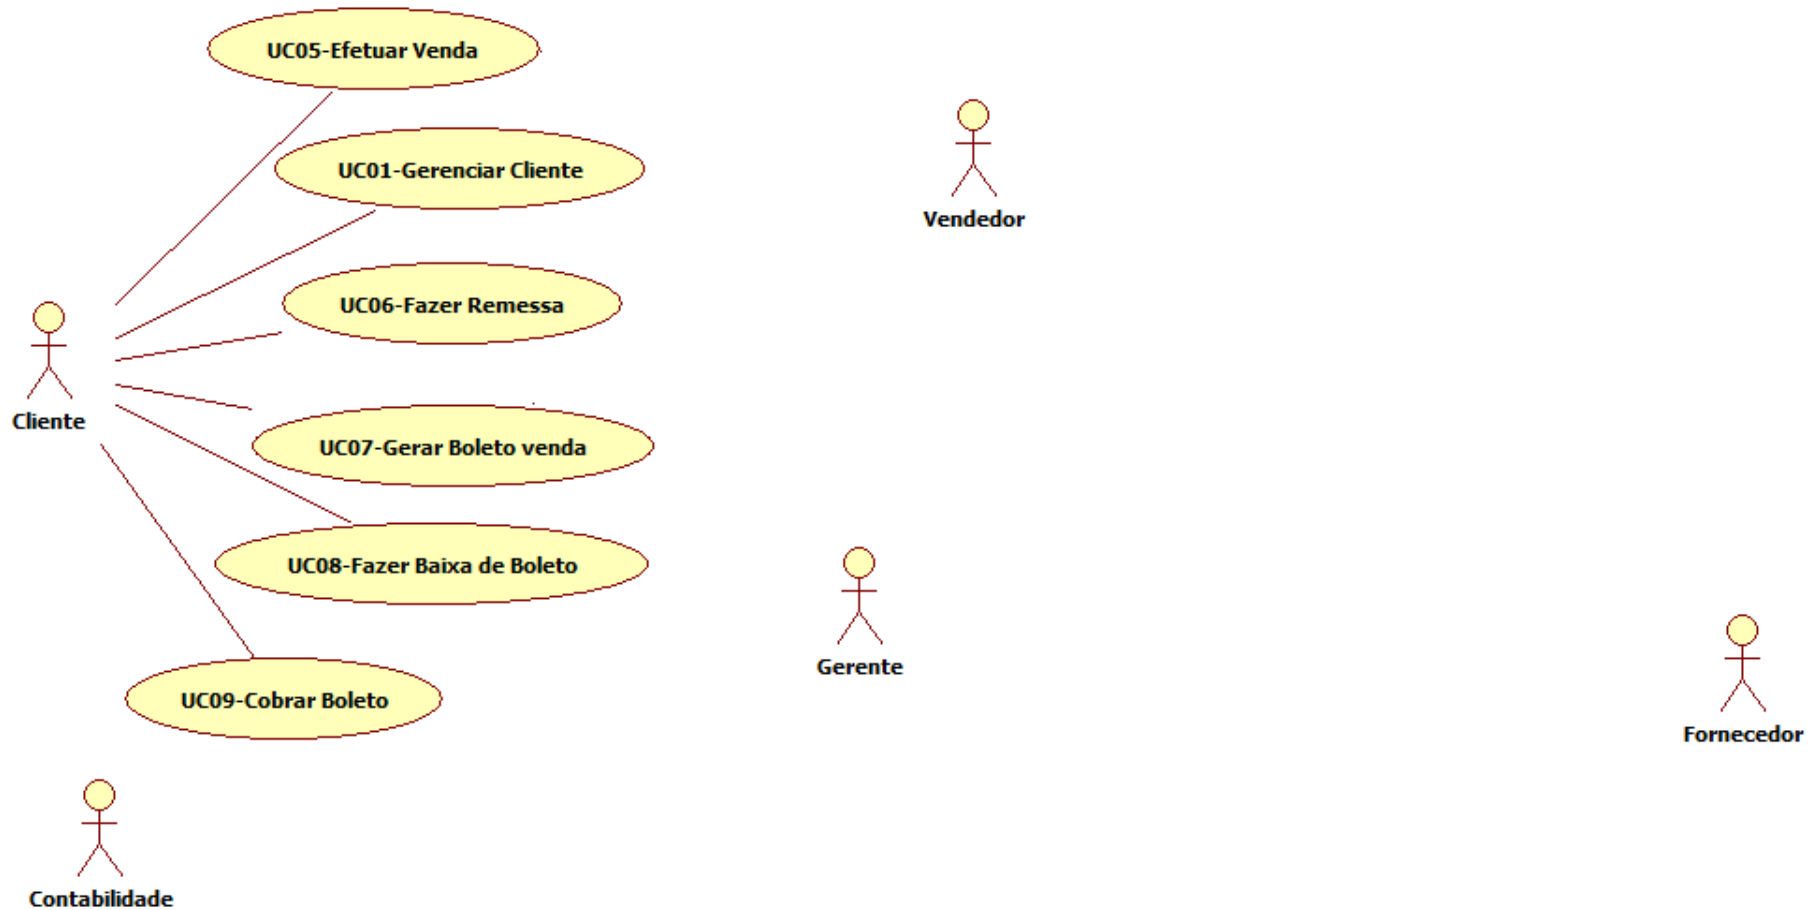 UC05-Efetuar Venda
UC01-Gerenciar Cliente
Vendedor
UC06-Fazer Remessa
Cliente
UC07-Gerar Boleto venda
UC08-Fazer Baixa de Boleto
Gerente
UC09-Cobrar Boleto
Fornecedor
Contabilidade